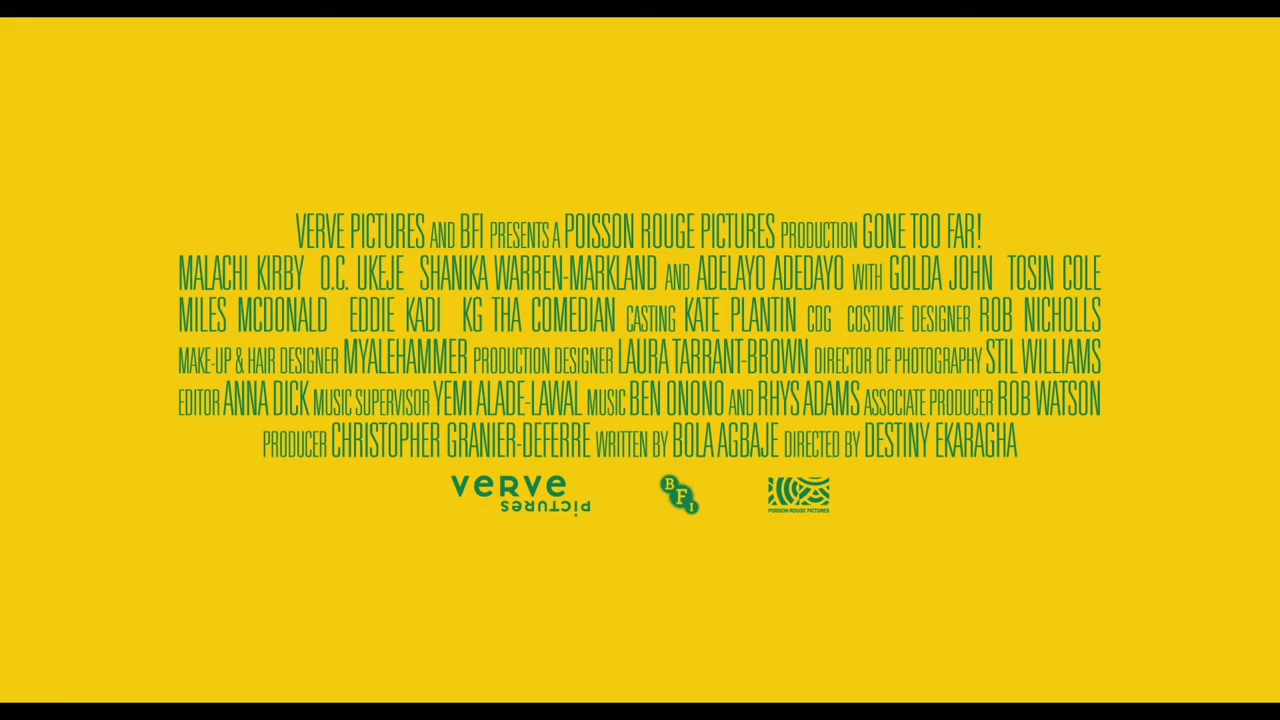 VERVE PICTURES AND BFI PRESENTS A POISSON ROUGE PICTURES PRODUCTION GONE TOO FAR!
MALACHI KIRBY O.C. UKEJE SHANIKA WARREN-MARKLAND AND ADELAYO ADEDAYO WITH GOLDA JOHN TOSIN COLE
MILES MCDONALD EDDIE KADI KG THA COMEDIAN CASTING KATE PLANTIN CDG COSTUME DESIGNER ROB NICHOLLS
MAKE-UP & HAIR DESIGNER MYALEHAMMER PRODUCTION DESIGNER LAURA TARRANT-BROWN DIRECTOR OF PHOTOGRAPHY STIL WILLIAMS
EDITOR ANNA DICK MUSIC SUPERVISOR YEMI ALADE-LAWAL MUSIC BEN ONONO AND RHYS ADAMS ASSOCIATE PRODUCER ROB WATSON
PRODUCER CHRISTOPHER GRANIER-DEFERRE WRITTEN BY BOLA AGBAJE DIRECTED BY DESTINY EKARAGHA
verve
pictures
BFI
POISSON ROUGE PICTURES